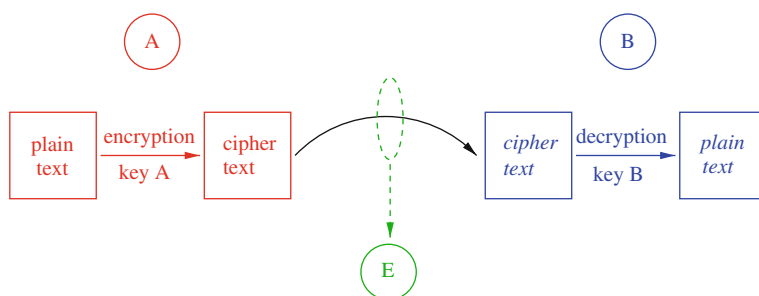 A
B
plain
text
encryption
key A
cipher
text
cipher
text
decryption
key B
plain
text
E